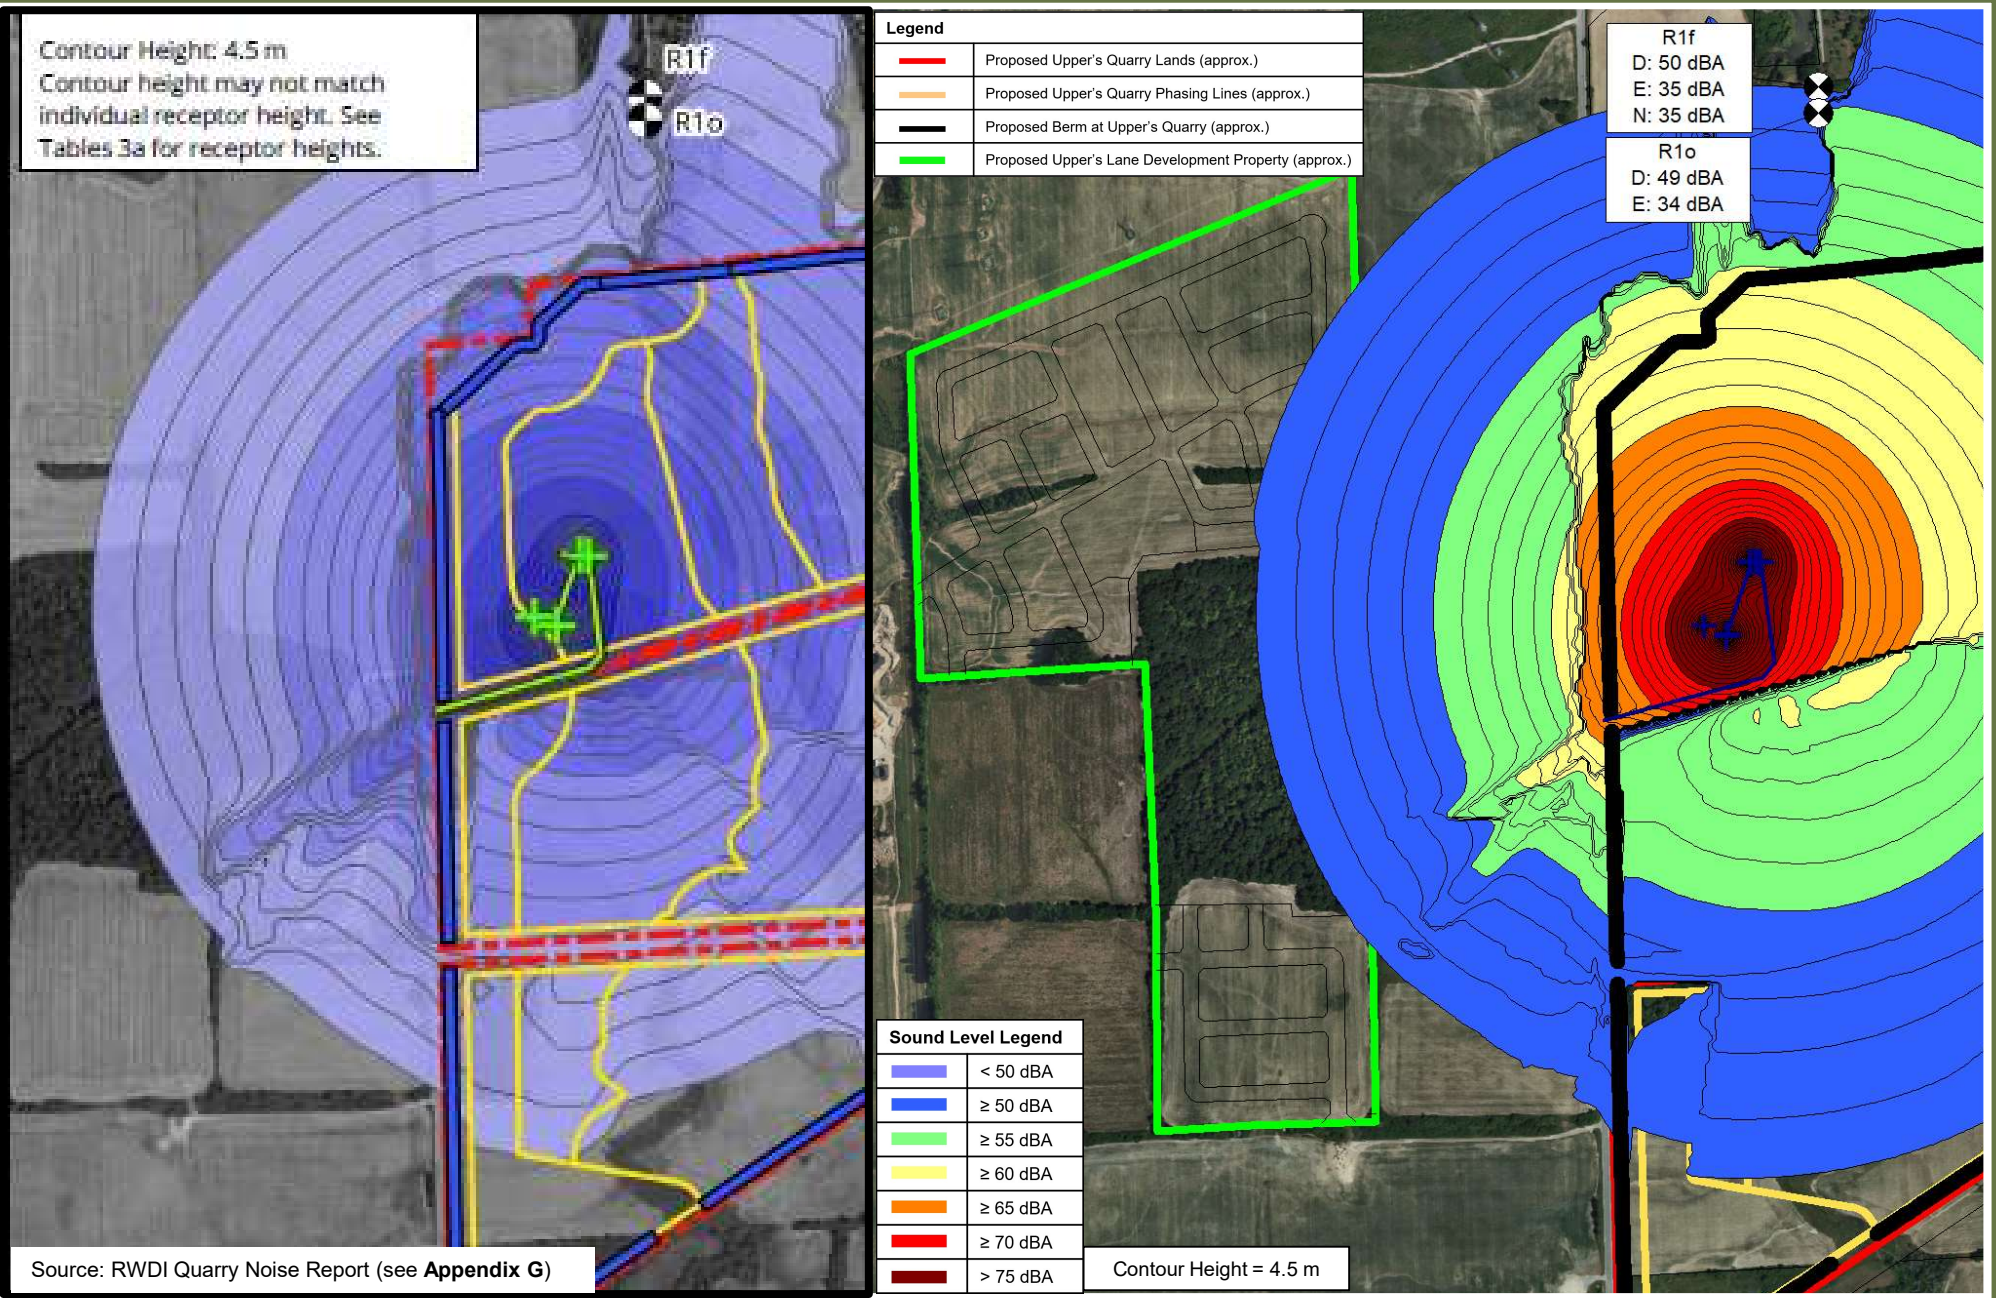 Contour Height: 4.5 m
Contour height may not match
individual receptor height. See
Tables 3a for receptor heights.
R1f
R1o
Source: RWDI Quarry Noise Report (see Appendix G)
Legend
Proposed Upper's Quarry Lands (approx.)
Proposed Upper's Quarry Phasing Lines (approx.)
Proposed Berm at Upper's Quarry (approx.)
Proposed Upper's Lane Development Property (approx.)
R1f
D: 50 dBA
E: 35 dBA
N: 35 dBA
R1o
D: 49 dBA
E: 34 dBA
Sound Level Legend
< 50 dBA
≥ 50 dBA
≥ 55 dBA
≥ 60 dBA
≥ 65 dBA
≥ 70 dBA
> 75 dBA
Contour Height = 4.5 m